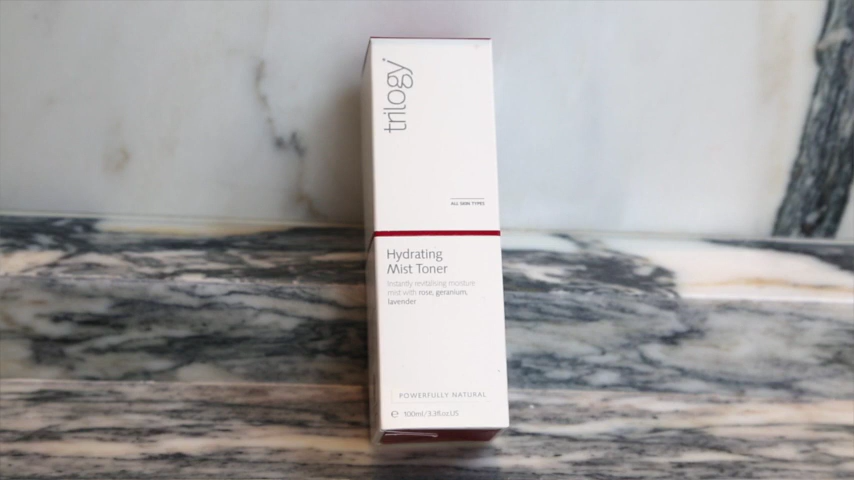 trilogy
ALL SKIN TYPES
Hydrating
Mist Toner
Instantly revitalising moisture
mist with rose, geranium,
lavender
POWERFULLY NATURAL
℮ 100ml/3.3fl.oz.US